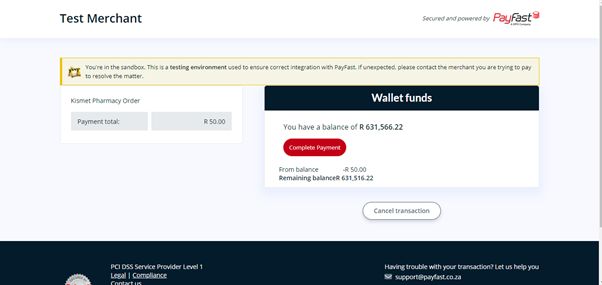 Test Merchant
Secured and powered by PayFast
You're in the sandbox. This is a testing environment used to ensure correct integration with PayFast. If unexpected, please contact the merchant you are trying to pay
to resolve the matter.
Kismet Pharmacy Order
Payment total: R 50.00
Wallet funds
You have a balance of R 631,566.22
Complete Payment
From balance -R 50.00
Remaining balanceR 631,516.22
Cancel transaction
PCI DSS Service Provider Level 1
Legal | Compliance
Contact us
Having trouble with your transaction? Let us help you
support@payfast.co.za